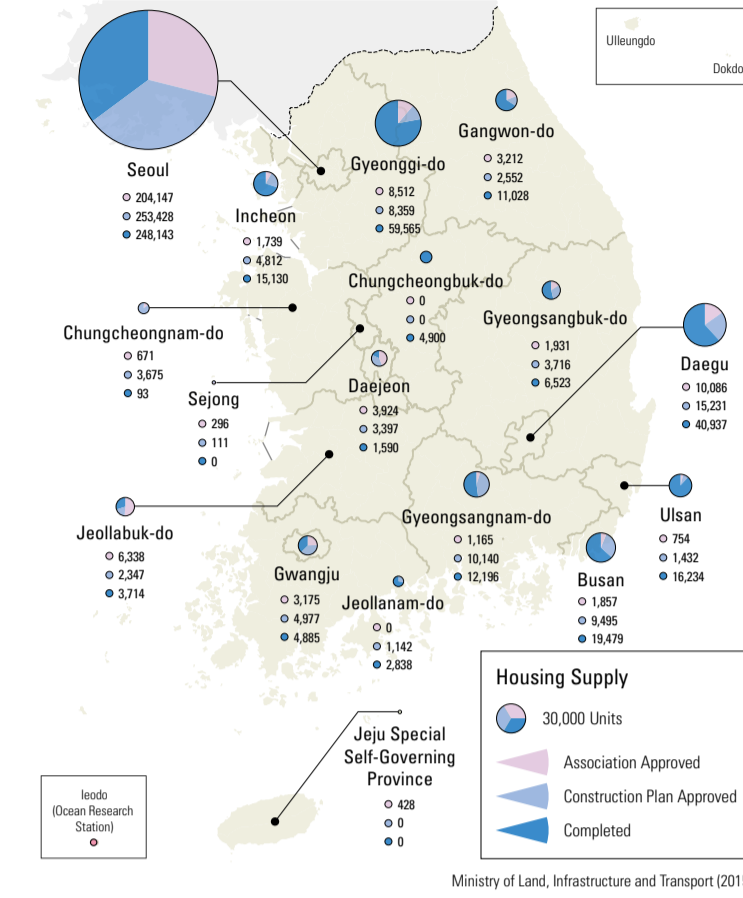 Ulleungdo
Dokdo
Seoul
204,147
253,428
248,143
Incheon
1,739
4,812
15,130
Gyeonggi-do
8,512
8,359
59,565
Gangwon-do
3,212
2,552
11,028
Chungcheongbuk-do
0
0
4,900
Gyeongsangbuk-do
1,931
3,716
6,523
Chungcheongnam-do
671
3,675
93
Sejong
296
111
0
Daejeon
3,924
3,397
1,590
Daegu
10,086
15,231
40,937
Jeollabuk-do
6,338
2,347
3,714
Gwangju
3,175
4,977
4,885
Jeollanam-do
0
1,142
2,838
Gyeongsangnam-do
1,165
10,140
12,196
Ulsan
754
1,432
16,234
Busan
1,857
9,495
19,479
Jeju Special
Self-Governing
Province
428
0
0
Ieodo
(Ocean Research
Station)
Housing Supply
30,000 Units
Association Approved
Construction Plan Approved
Completed
Ministry of Land, Infrastructure and Transport (201